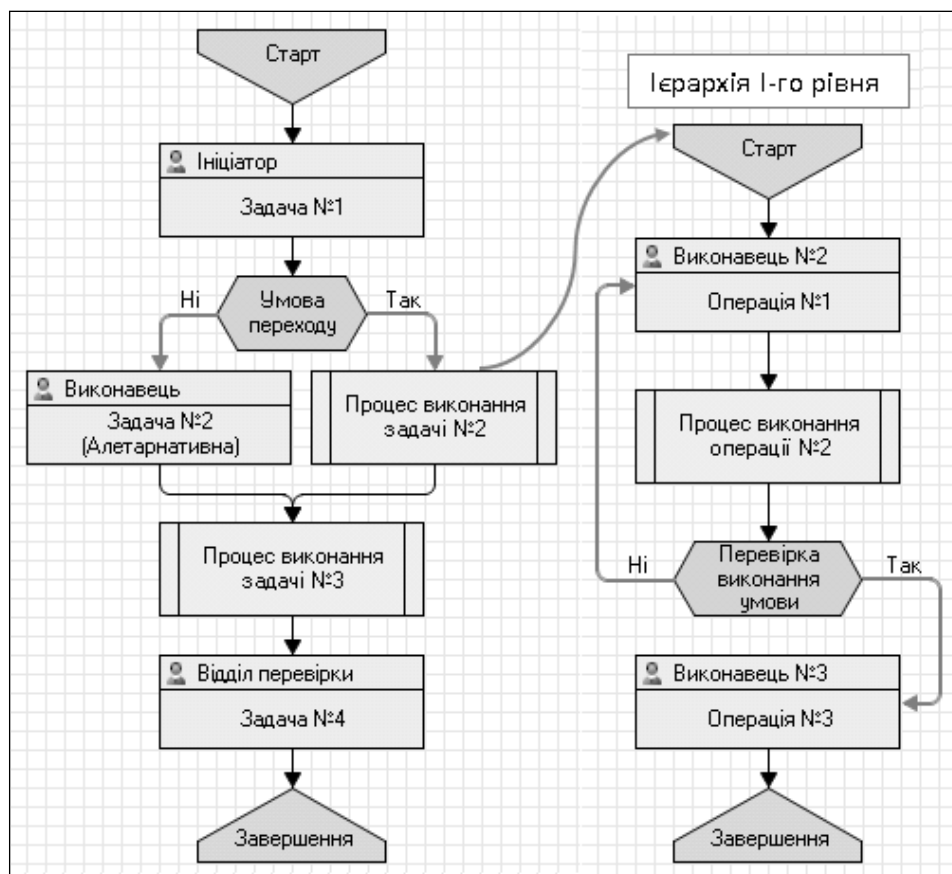 Старт
Ініціатор
Задача №1
Умова
переходу
Ні
Так
Виконавець
Задача №2
(Алетарнативна)
Процес виконання
задачі №2
Процес виконання
задачі №3
Відділ перевірки
Задача №4
Завершення
Ієрархія І-го рівня
Старт
Виконавець №2
Операція №1
Процес виконання
операції №2
Перевірка
виконання
умови
Ні
Так
Виконавець №3
Операція №3
Завершення